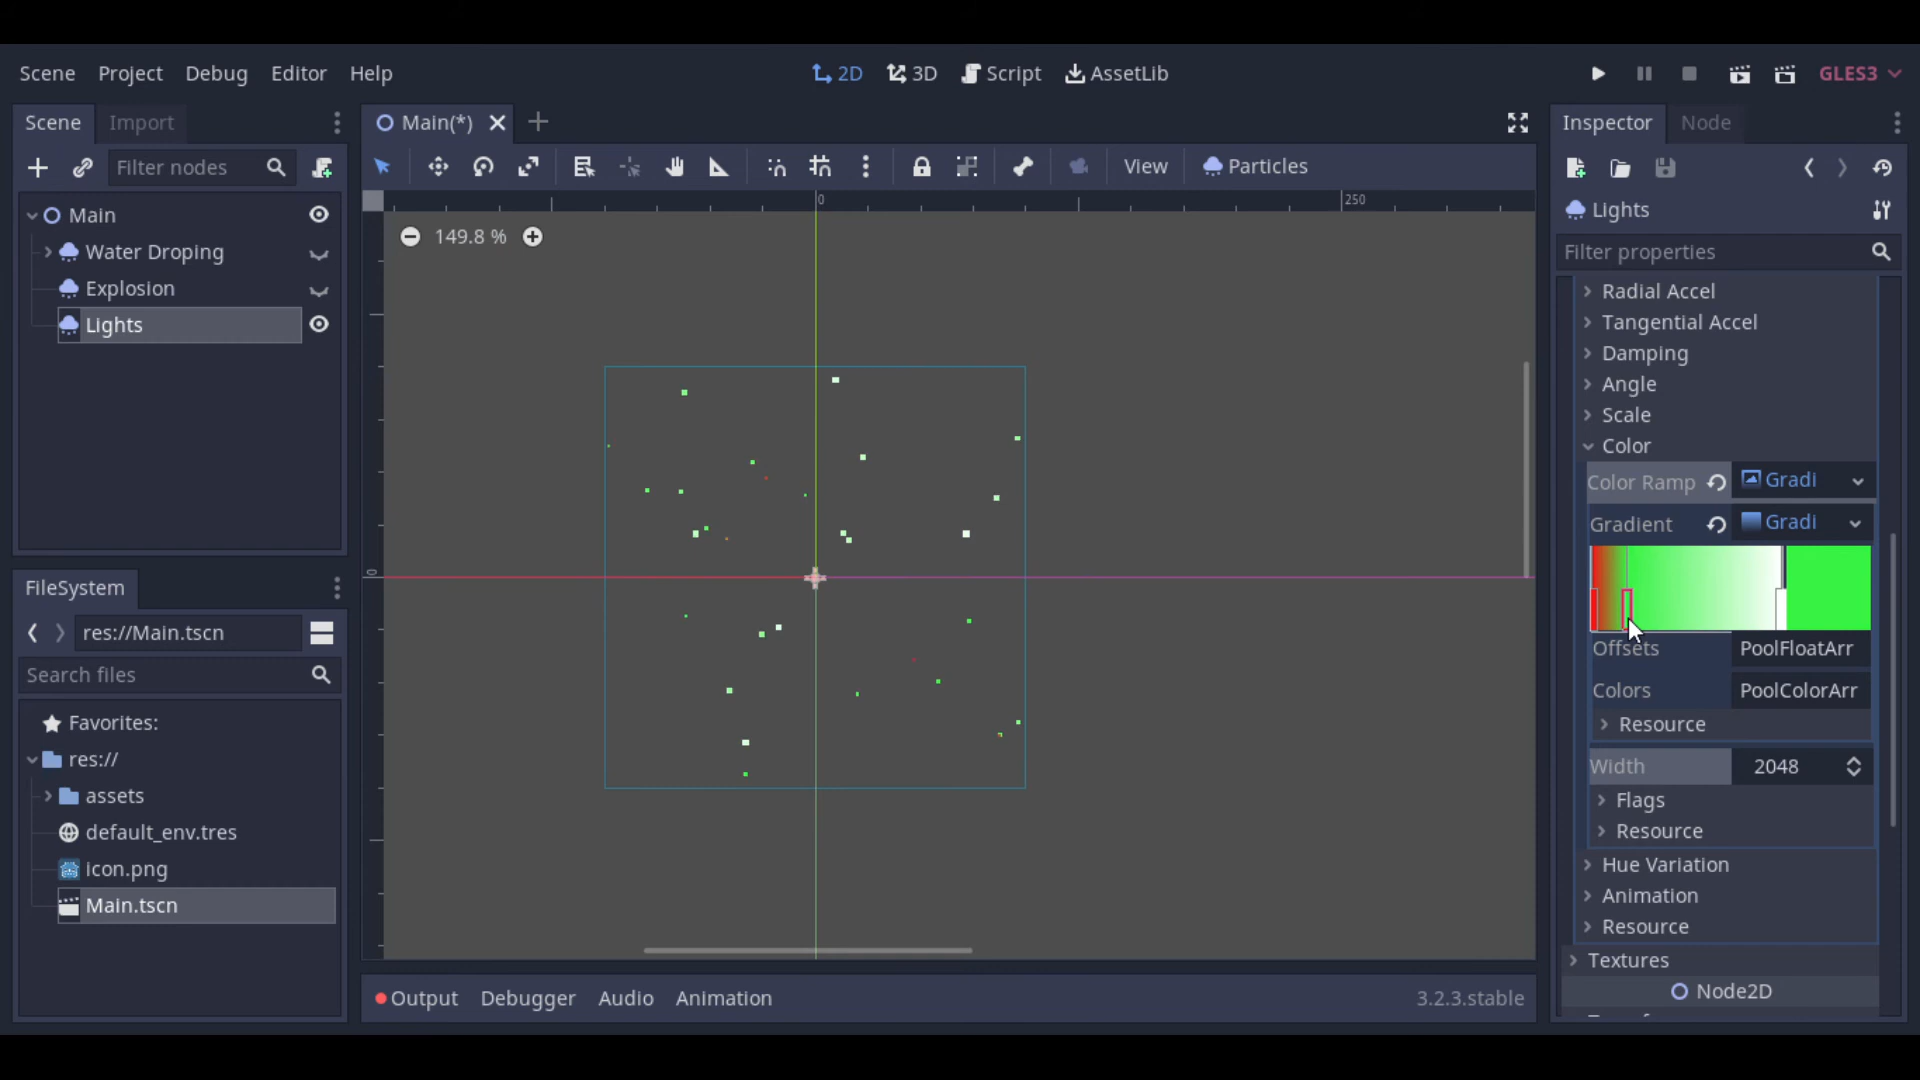 Scene Project Debug Editor Help
2D 3D Script AssetLib
GLES3
Scene Import
Filter nodes
Main
Water Droping
Explosion
Lights
FileSystem
res://Main.tscn
Search files
Favorites:
res://
assets
default_env.tres
icon.png
Main.tscn
Main(*)
View Particles
0 250
149.8 %
0
Output Debugger Audio Animation 3.2.3.stable
Inspector Node
Lights
Filter properties
Radial Accel
Tangential Accel
Damping
Angle
Scale
Color
Color Ramp Gradi
Gradient Gradi
Offsets PoolFloatArr
Colors PoolColorArr
Resource
Width 2048
Flags
Resource
Hue Variation
Animation
Resource
Textures
Node2D